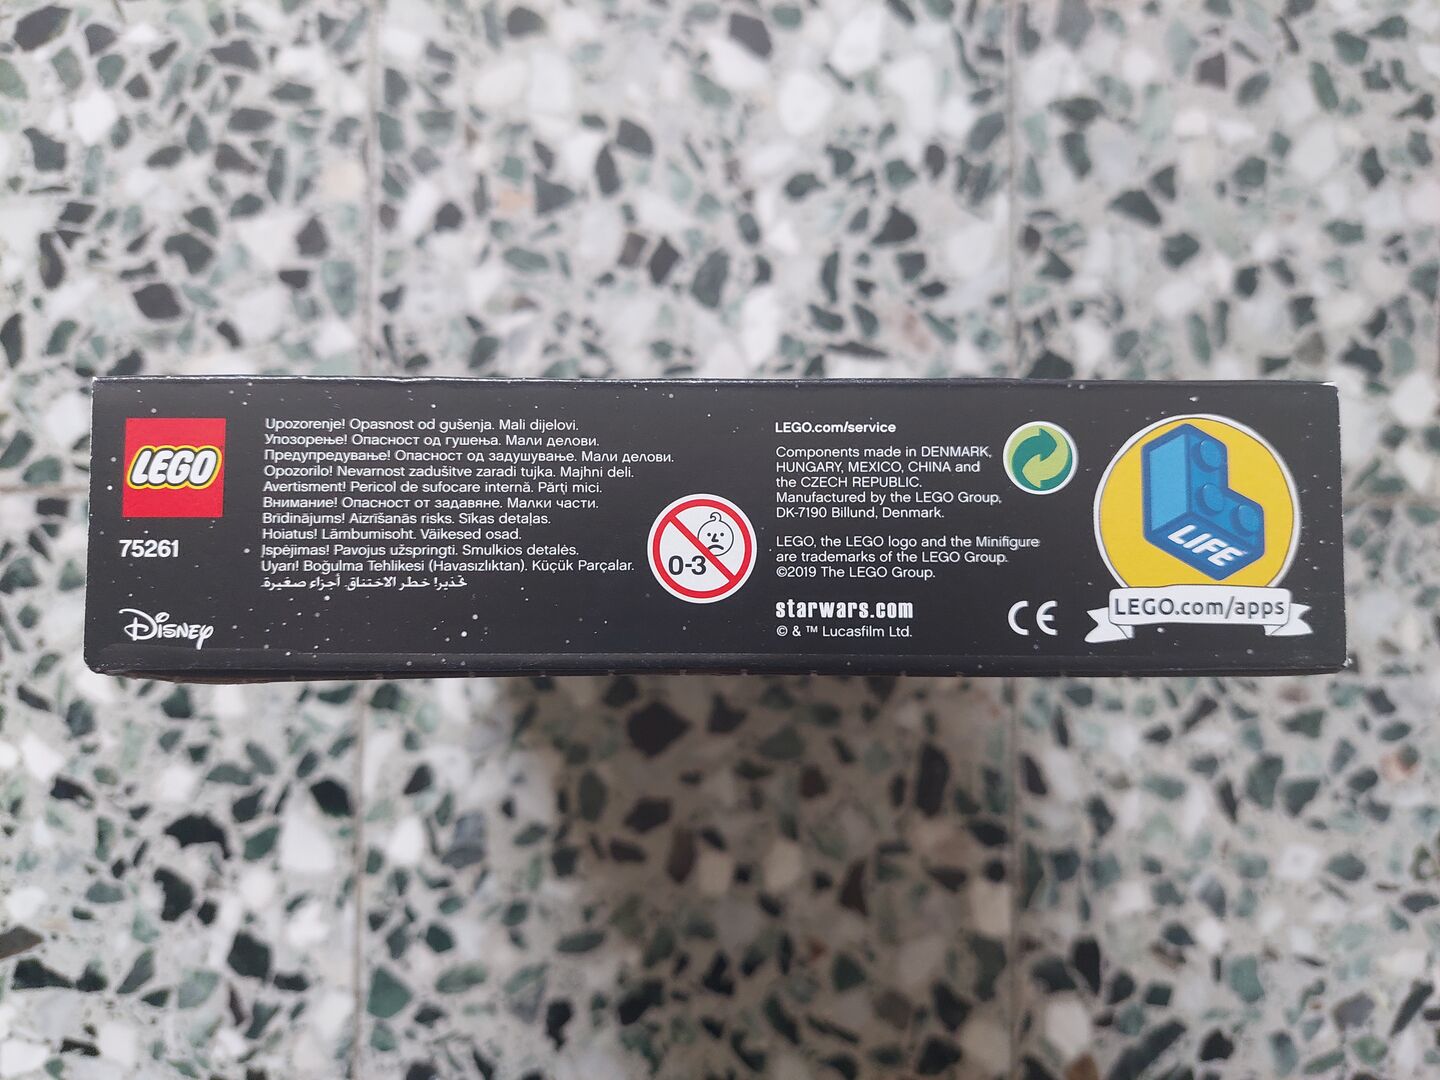 LEGO
75261
Disney
Upozorenje! Opasnost od gušenja. Mali dijelovi.
Упозорење! Опасност од гушења. Мали делови.
Предупредување! Опасност од задушување. Мали делови.
Opozorilo! Nevarnost zadušitve zaradi tujka. Majhni deli.
Avertisment! Pericol de sufocare internă. Părți mici.
Внимание! Опасност от задавяне. Малки части.
Brīdinājums! Aizrīšanās risks. Sīkas detaļas.
Hoiatus! Lämbumisoht. Väikesed osad.
Įspėjimas! Pavojus užspringti. Smulkios detalės.
Uyarı! Boğulma Tehlikesi (Havasızlıktan). Küçük Parçalar.
تحذير! خطر الاختناق. أجزاء صغيرة.
0-3
LEGO.com/service
Components made in DENMARK,
HUNGARY, MEXICO, CHINA and
the CZECH REPUBLIC.
Manufactured by the LEGO Group,
DK-7190 Billund, Denmark.
LEGO, the LEGO logo and the Minifigure
are trademarks of the LEGO Group.
©2019 The LEGO Group.
starwars.com
© & ™ Lucasfilm Ltd.
CE
LIFE
LEGO.com/apps